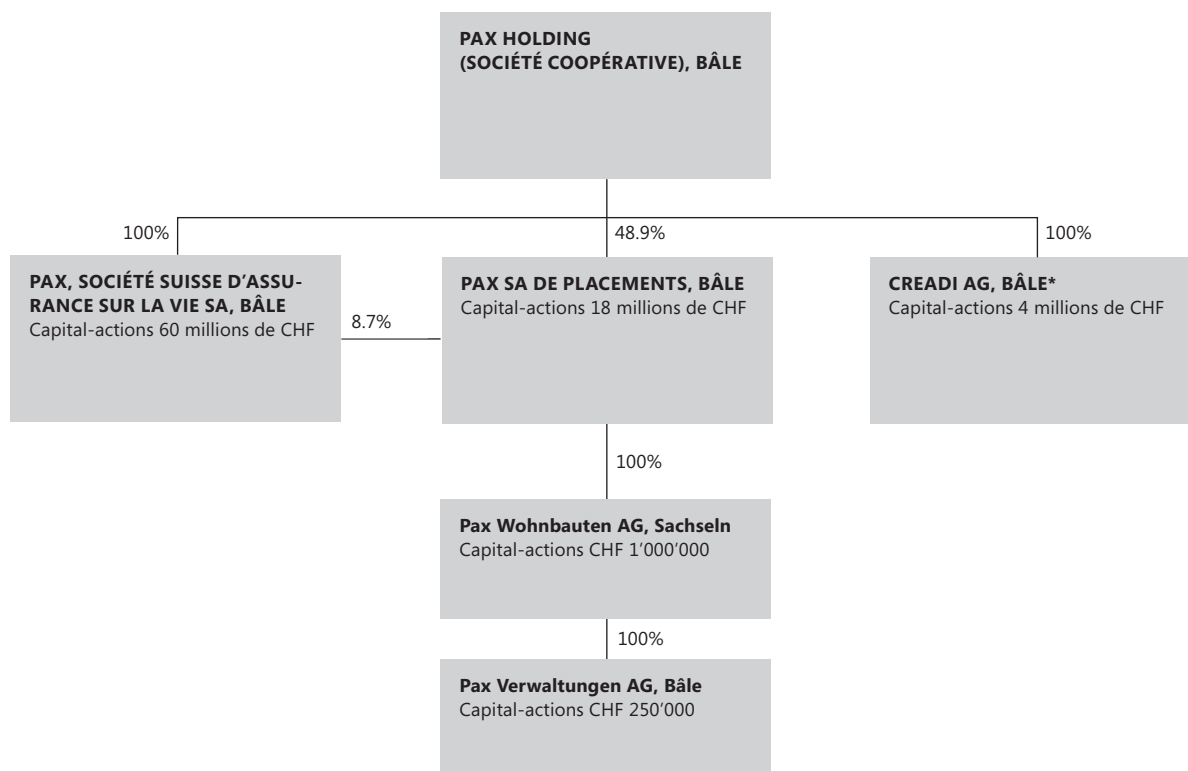 PAX HOLDING
(SOCIÉTÉ COOPÉRATIVE), BÂLE
100%
48.9%
100%
PAX, SOCIÉTÉ SUISSE D’ASSU-
RANCE SUR LA VIE SA, BÂLE
Capital-actions 60 millions de CHF
8.7%
PAX SA DE PLACEMENTS, BÂLE
Capital-actions 18 millions de CHF
CREADI AG, BÂLE*
Capital-actions 4 millions de CHF
100%
Pax Wohnbauten AG, Sachseln
Capital-actions CHF 1’000’000
100%
Pax Verwaltungen AG, Bâle
Capital-actions CHF 250’000